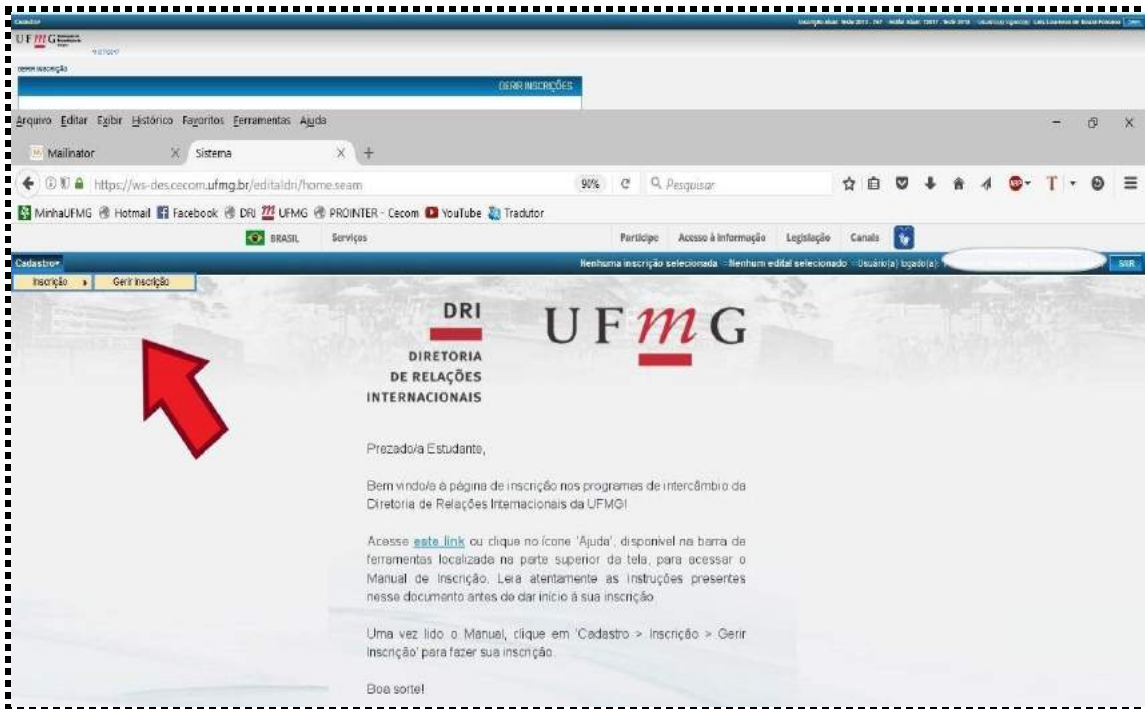 Cadastro
UFMG
GERIR INSCRIÇÃO
GERIR INSCRIÇÕES
Arquivo Editar Exibir Histórico Favoritos Ferramentas Ajuda
Mailinator
Sistema
https://ws-des.cecom.ufmg.br/editaldri/home.seam
90%
Pesquisar
MinhaUFMG Hotmail Facebook DRI UFMG PROINTER - Cecom YouTube Tradutor
BRASIL Serviços Participe Acesso à informação Legislação Canais
Cadastro Nenhuma inscrição selecionada Nenhum edital selecionado Usuário(a) logado(a): SAIR
Inscrição Gerir Inscrição
DRI
DIRETORIA
DE RELAÇÕES
INTERNACIONAIS
UFMG
Prezado/a Estudante,
Bem vindo/a à página de inscrição nos programas de intercâmbio da
Diretoria de Relações Internacionais da UFMG!
Acesse este link ou clique no ícone 'Ajuda', disponível na barra de
ferramentas localizada na parte superior da tela, para acessar o
Manual de Inscrição. Leia atentamente as instruções presentes
nesse documento antes de dar início à sua inscrição
Uma vez lido o Manual, clique em 'Cadastro > Inscrição > Gerir
Inscrição' para fazer sua inscrição.
Boa sorte!